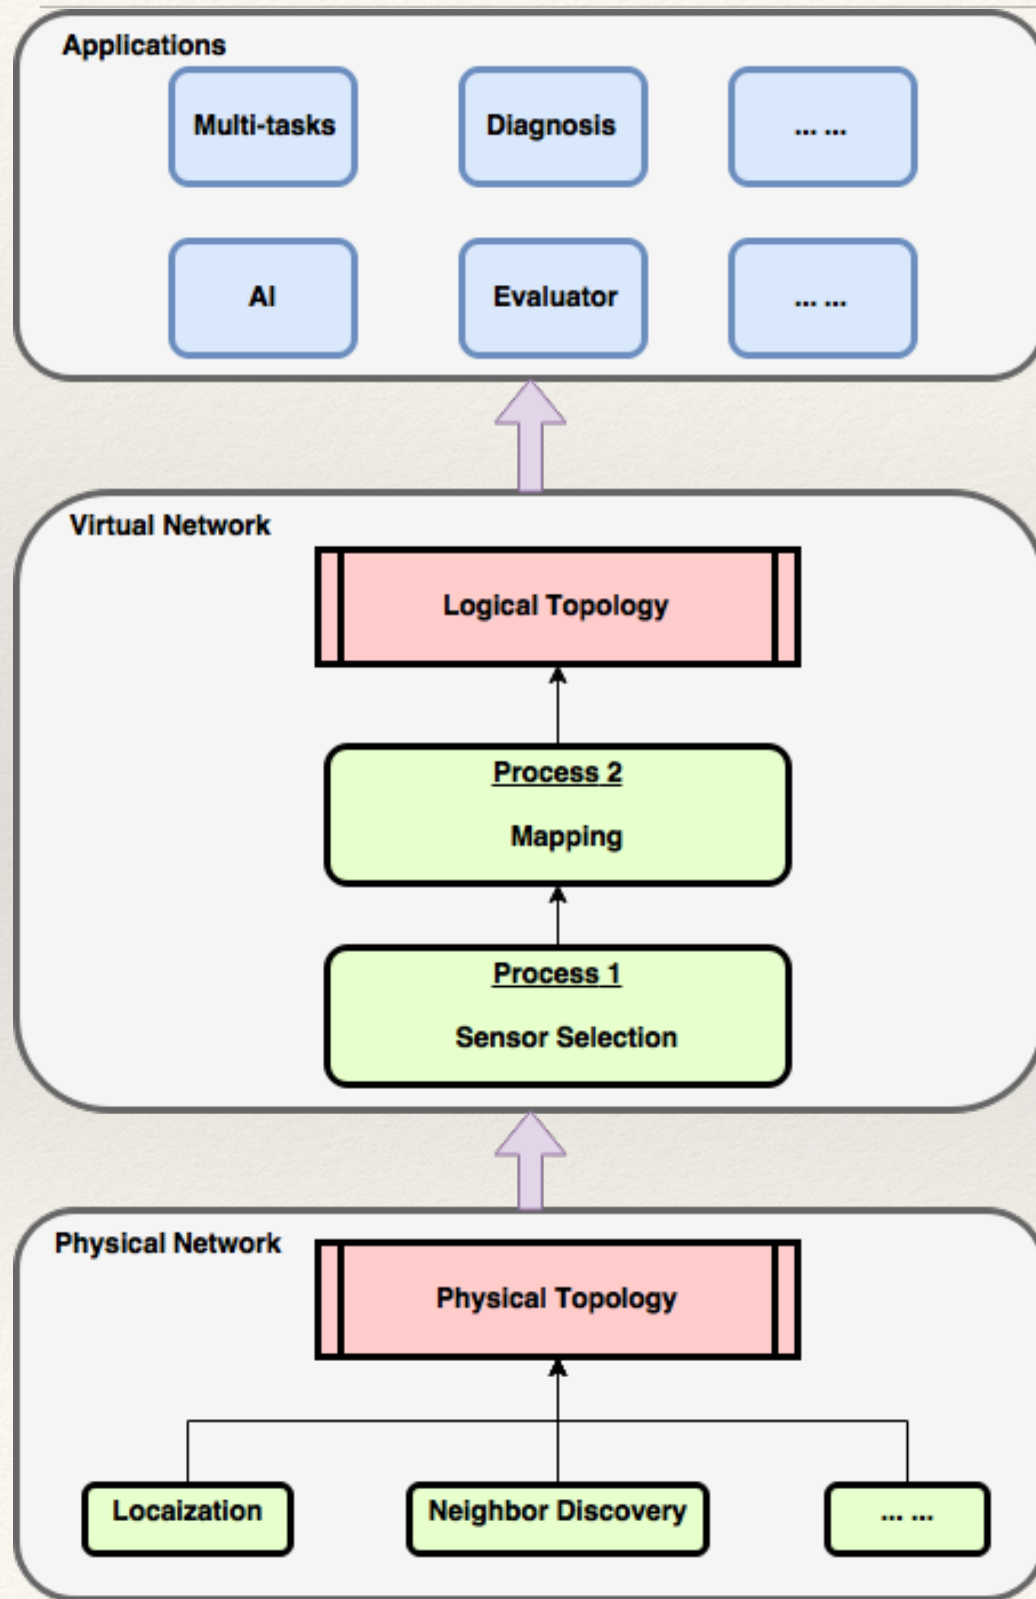 Applications
Multi-tasks
Diagnosis
... ...
AI
Evaluator
... ...
Virtual Network
Logical Topology
Process 2
Mapping
Process 1
Sensor Selection
Physical Network
Physical Topology
Locaization
Neighbor Discovery
... ...